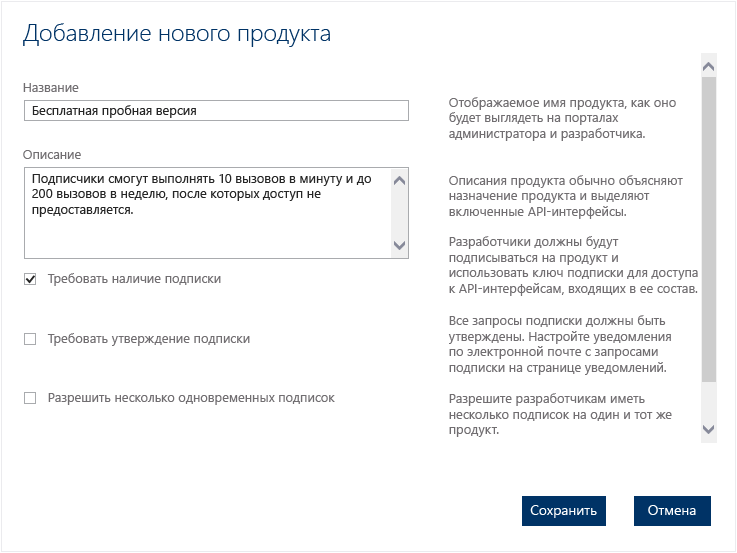 Добавление нового продукта
Название
Бесплатная пробная версия
Отображаемое имя продукта, как оно
будет выглядеть на порталах
администратора и разработчика.
Описание
Подписчики смогут выполнять 10 вызовов в минуту и до
200 вызовов в неделю, после которых доступ не
предоставляется.
Описания продукта обычно объясняют
назначение продукта и выделяют
включенные API-интерфейсы.
Требовать наличие подписки
Разработчики должны будут
подписываться на продукт и
использовать ключ подписки для доступа
к API-интерфейсам, входящих в ее состав.
Требовать утверждение подписки
Все запросы подписки должны быть
утверждены. Настройте уведомления
по электронной почте с запросами
подписки на странице уведомлений.
Разрешить несколько одновременных подписок
Разрешите разработчикам иметь
несколько подписок на один и тот же
продукт.
Сохранить
Отмена